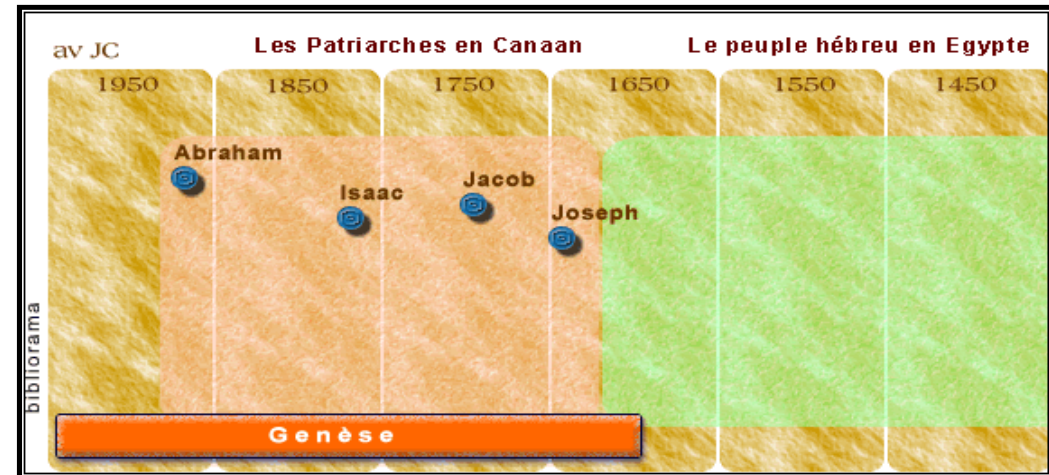 av JC
Les Patriarches en Canaan
Le peuple hébreu en Egypte
1950 1850 1750 1650 1550 1450
Abraham
Isaac
Jacob
Joseph
bibliorama
Genèse